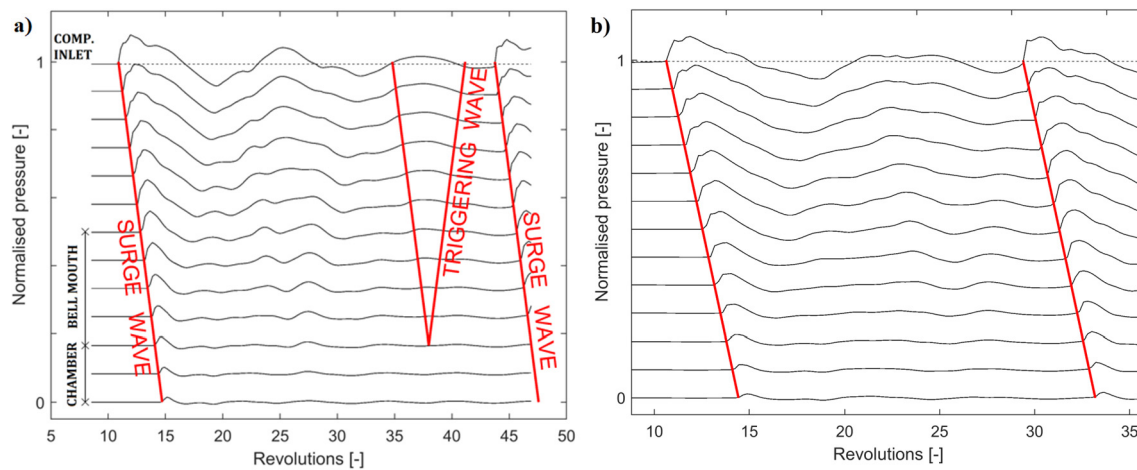 a)
COMP.
INLET
1
0
Normalised pressure [-]
BELL MOUTH
CHAMBER
SURGE WAVE
TRIGGERING WAVE
SURGE WAVE
5 10 15 20 25 30 35 40 45 50
Revolutions [-]
b)
1
0
Normalised pressure [-]
10 15 20 25 30 35
Revolutions [-]